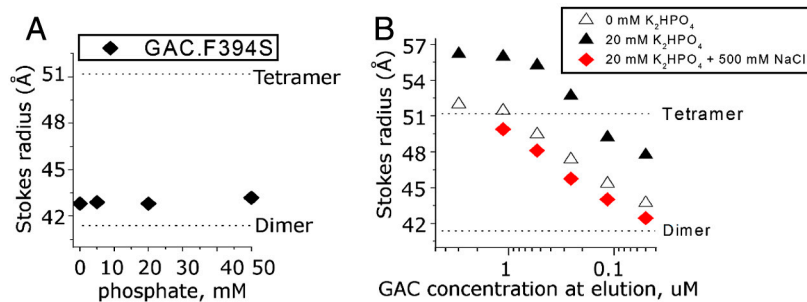 A
GAC.F394S
Stokes radius (Å)
51
48
45
42
Tetramer
Dimer
0 10 20 30 40 50
phosphate, mM
B
0 mM K₂HPO₄
20 mM K₂HPO₄
20 mM K₂HPO₄ + 500 mM NaCl
Stokes radius (Å)
57
54
51
48
45
42
Tetramer
Dimer
1 0.1
GAC concentration at elution, uM